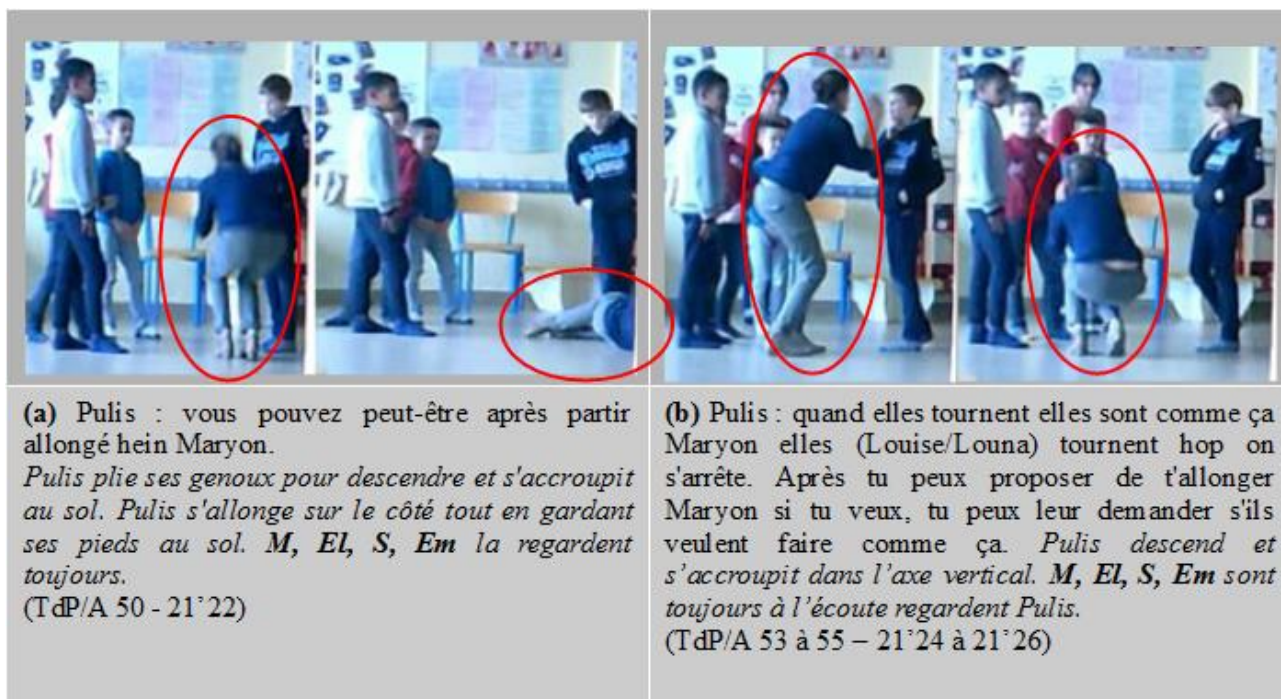 (a) Pulis : vous pouvez peut-être après partir
allongé hein Maryon.
Pulis plie ses genoux pour descendre et s'accroupit
au sol. Pulis s'allonge sur le côté tout en gardant
ses pieds au sol. M, El, S, Em la regardent
toujours.
(TdP/A 50 - 21'22)
(b) Pulis : quand elles tournent elles sont comme ça
Maryon elles (Louise/Louna) tournent hop on
s'arrête. Après tu peux proposer de t'allonger
Maryon si tu veux, tu peux leur demander s'ils
veulent faire comme ça. Pulis descend et
s’accroupit dans l’axe vertical. M, El, S, Em sont
toujours à l’écoute regardent Pulis.
(TdP/A 53 à 55 – 21'24 à 21'26)